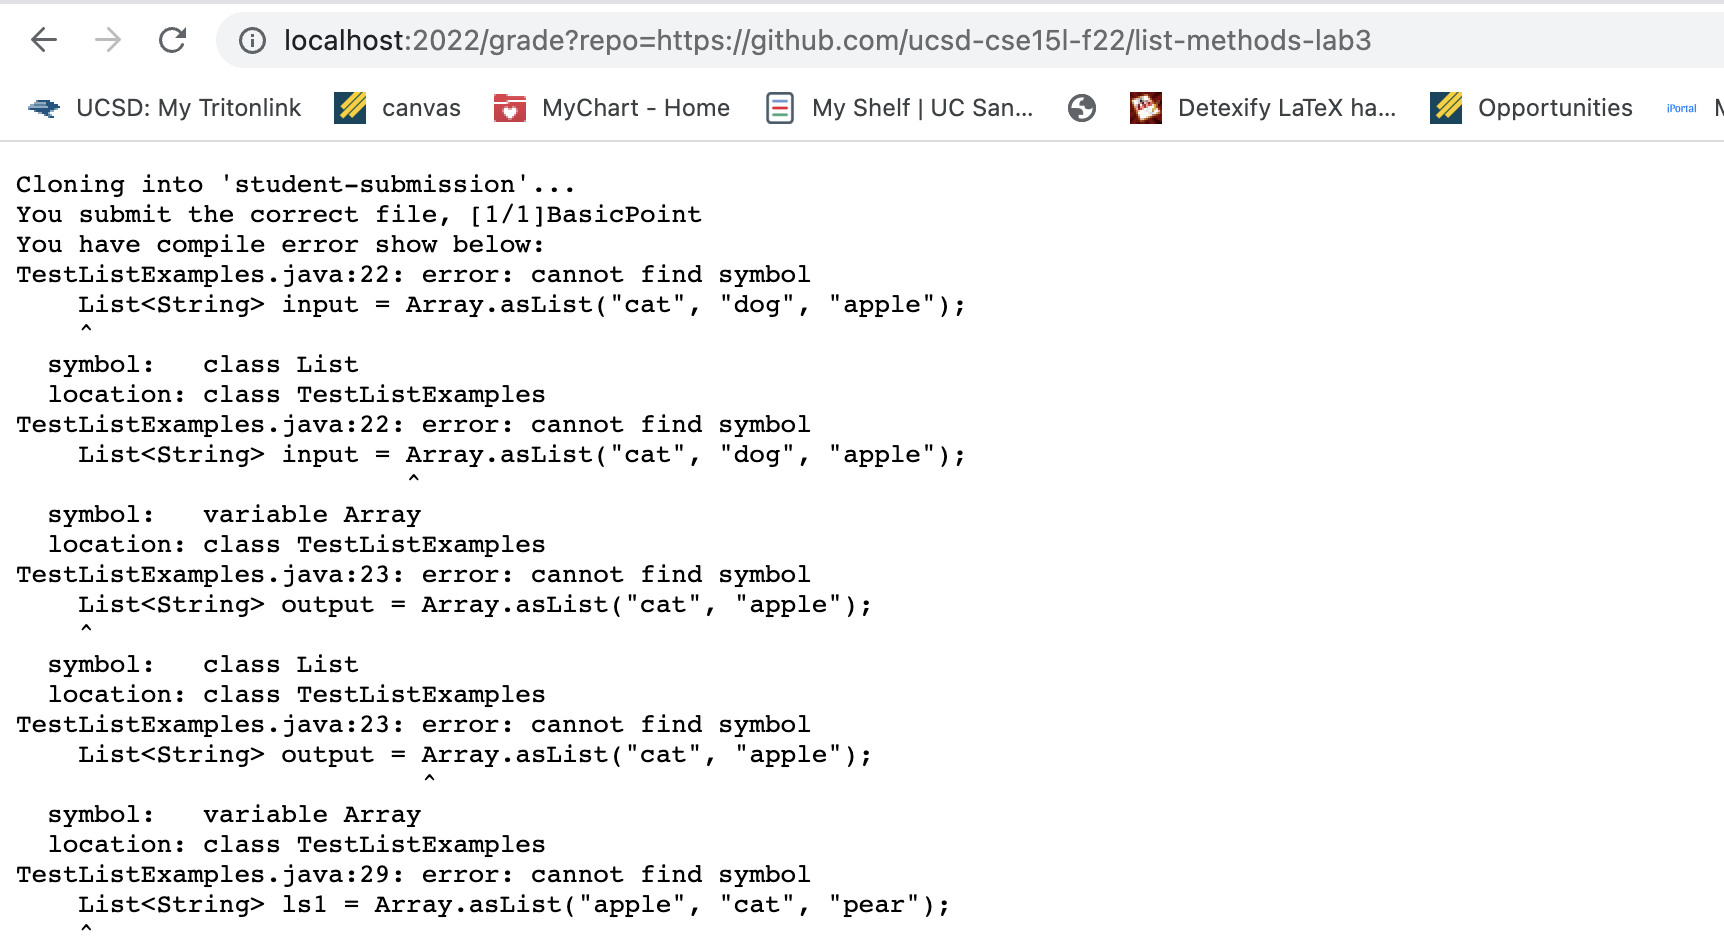 localhost:2022/grade?repo=https://github.com/ucsd-cse15l-f22/list-methods-lab3
UCSD: My Tritonlink canvas MyChart - Home My Shelf | UC San... Detexify LaTeX ha... Opportunities iPortal M
Cloning into 'student-submission'...
You submit the correct file, [1/1]BasicPoint
You have compile error show below:
TestListExamples.java:22: error: cannot find symbol
    List<String> input = Array.asList("cat", "dog", "apple");
    ^
  symbol:   class List
  location: class TestListExamples
TestListExamples.java:22: error: cannot find symbol
    List<String> input = Array.asList("cat", "dog", "apple");
                         ^
  symbol:   variable Array
  location: class TestListExamples
TestListExamples.java:23: error: cannot find symbol
    List<String> output = Array.asList("cat", "apple");
    ^
  symbol:   class List
  location: class TestListExamples
TestListExamples.java:23: error: cannot find symbol
    List<String> output = Array.asList("cat", "apple");
                          ^
  symbol:   variable Array
  location: class TestListExamples
TestListExamples.java:29: error: cannot find symbol
    List<String> ls1 = Array.asList("apple", "cat", "pear");
    ^